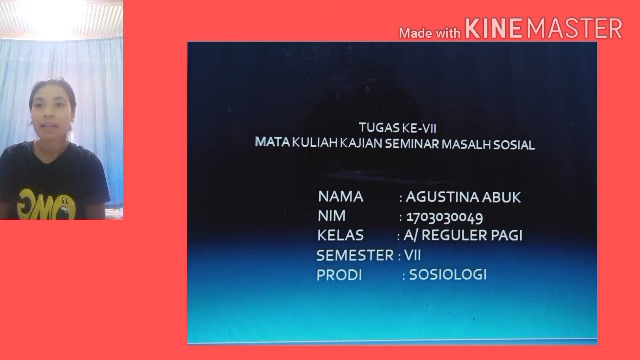 Made with KINEMASTER
TUGAS KE-VII
MATA KULIAH KAJIAN SEMINAR MASALH SOSIAL
NAMA : AGUSTINA ABUK
NIM : 1703030049
KELAS : A/ REGULER PAGI
SEMESTER : VII
PRODI : SOSIOLOGI
OMG